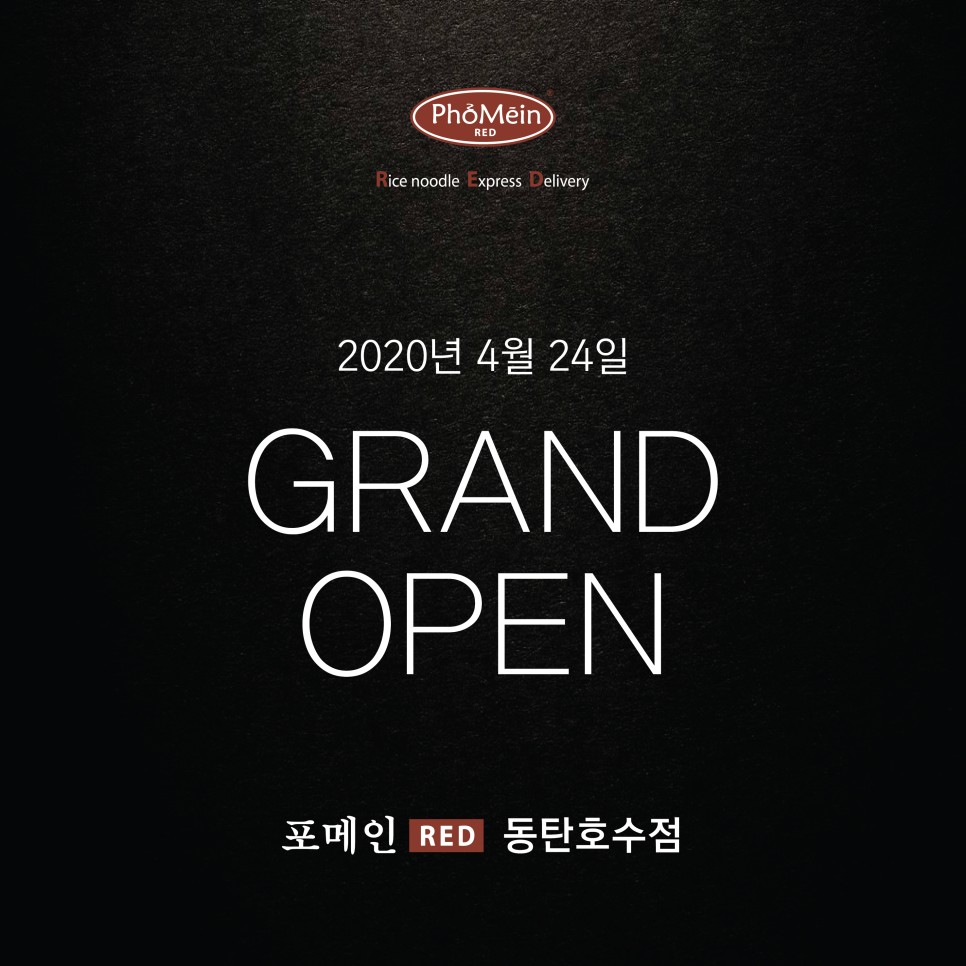 PhởMēin
RED
Rice noodle Express Delivery
2020년 4월 24일
GRAND
OPEN
포메인 RED 동탄호수점